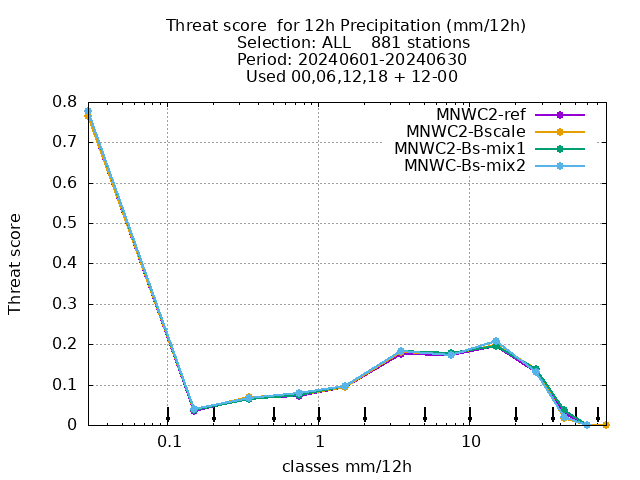 Threat score  for 12h Precipitation (mm/12h)
Selection: ALL    881 stations
Period: 20240601-20240630
Used 00,06,12,18 + 12-00
MNWC2-ref
MNWC2-Bscale
MNWC2-Bs-mix1
MNWC-Bs-mix2
0.8
0.7
0.6
0.5
0.4
0.3
0.2
0.1
0
Threat score
0.1 1 10
classes mm/12h